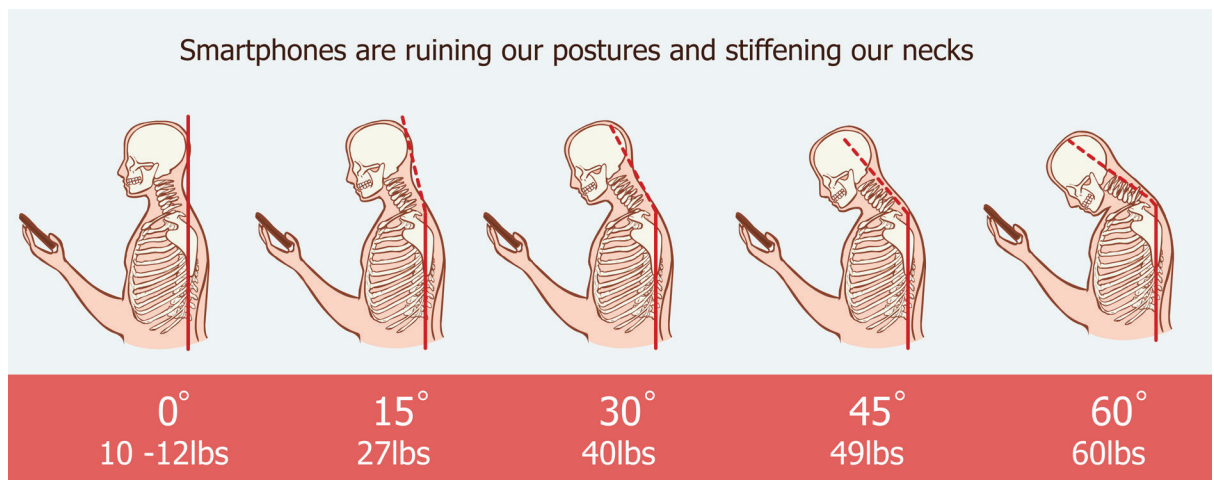 Smartphones are ruining our postures and stiffening our necks
0° 15° 30° 45° 60°
10 -12lbs 27lbs 40lbs 49lbs 60lbs